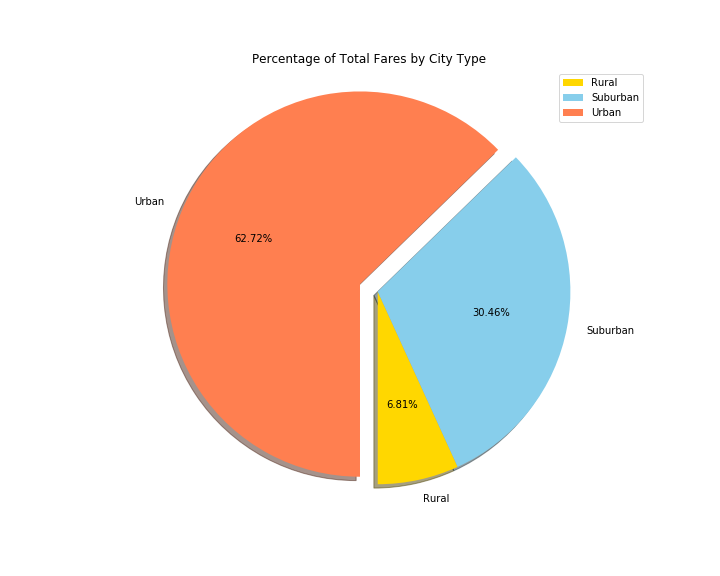 Percentage of Total Fares by City Type
Rural
Suburban
Urban
Urban
62.72%
30.46%
Suburban
6.81%
Rural